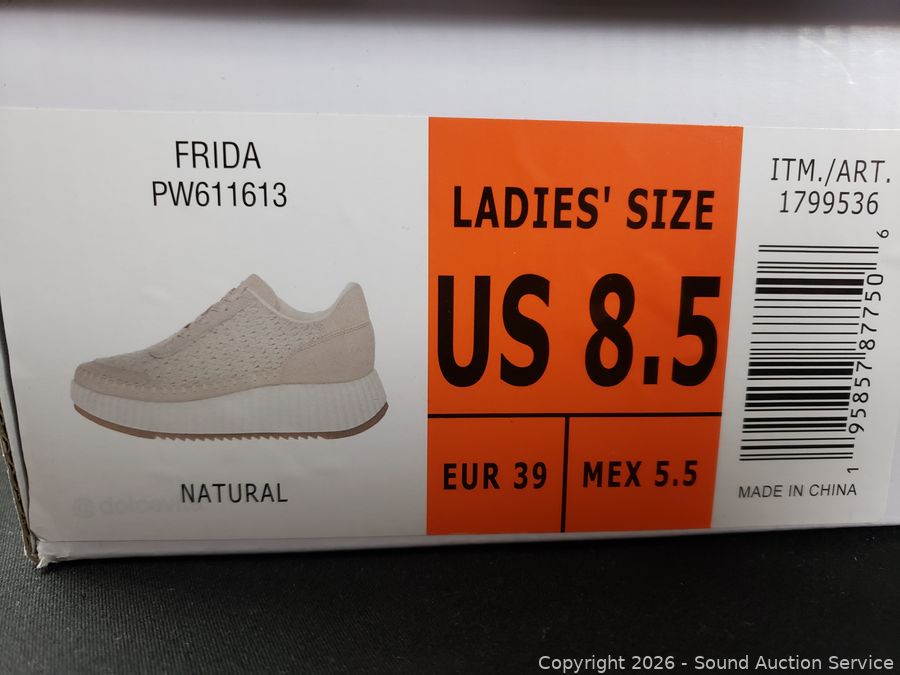 FRIDA
PW611613
NATURAL
LADIES' SIZE
US 8.5
EUR 39
MEX 5.5
ITM./ART.
1799536
1 95857 87750 6
MADE IN CHINA
Copyright 2026 - Sound Auction Service